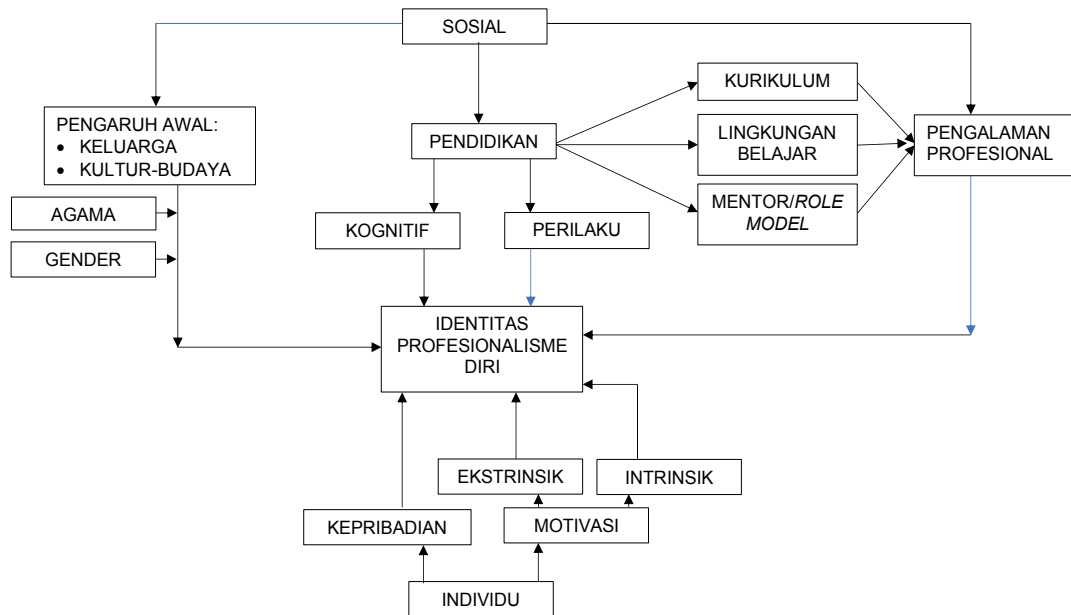 SOSIAL
PENGARUH AWAL:
• KELUARGA
• KULTUR-BUDAYA
AGAMA
GENDER
PENDIDIKAN
KOGNITIF
PERILAKU
KURIKULUM
LINGKUNGAN
BELAJAR
MENTOR/ROLE
MODEL
PENGALAMAN
PROFESIONAL
IDENTITAS
PROFESIONALISME
DIRI
EKSTRINSIK
INTRINSIK
KEPRIBADIAN
MOTIVASI
INDIVIDU